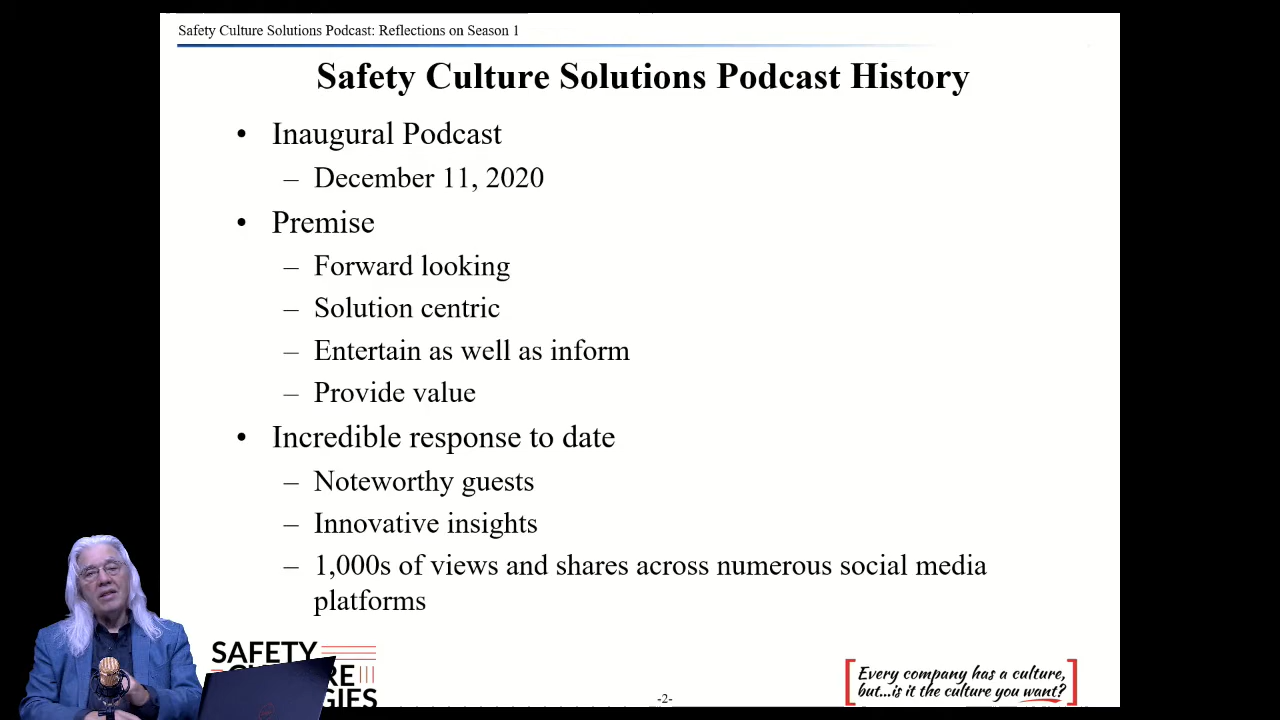 Safety Culture Solutions Podcast: Reflections on Season 1
Safety Culture Solutions Podcast History
• Inaugural Podcast
– December 11, 2020
• Premise
– Forward looking
– Solution centric
– Entertain as well as inform
– Provide value
• Incredible response to date
– Noteworthy guests
– Innovative insights
– 1,000s of views and shares across numerous social media
platforms
SAFETY
-2-
Every company has a culture,
but...is it the culture you want?